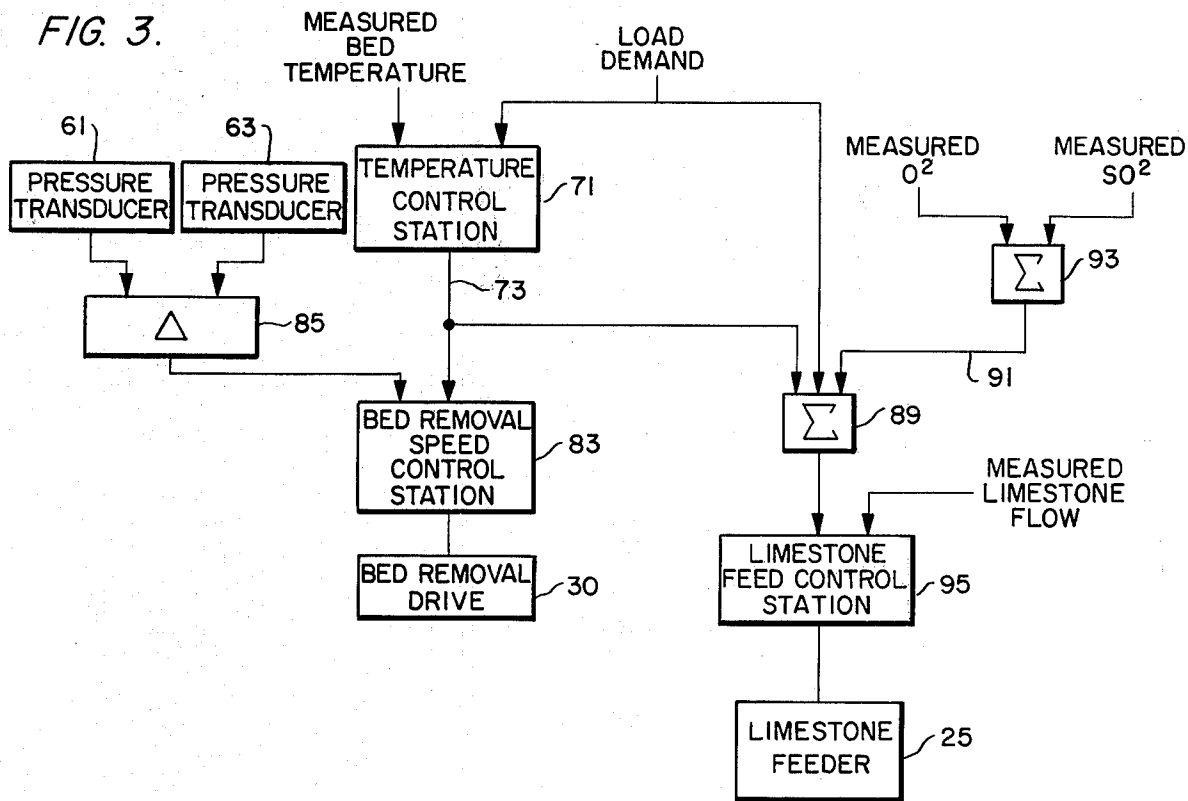 FIG. 3.
MEASURED
BED
TEMPERATURE
LOAD
DEMAND
61
63
PRESSURE
TRANSDUCER
PRESSURE
TRANSDUCER
TEMPERATURE
CONTROL
STATION
71
MEASURED
O²
MEASURED
SO²
Σ
93
73
Δ
85
91
BED REMOVAL
SPEED
CONTROL
STATION
83
Σ
89
MEASURED
LIMESTONE
FLOW
BED REMOVAL
DRIVE
30
LIMESTONE
FEED CONTROL
STATION
95
LIMESTONE
FEEDER
25